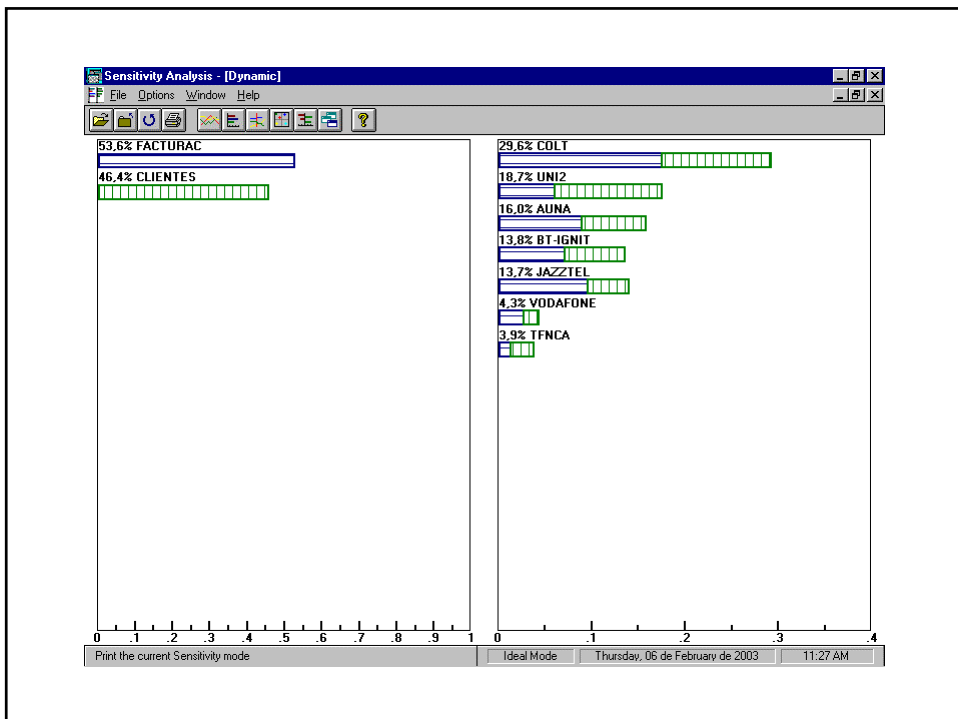 Sensitivity Analysis - [Dynamic]
File Options Window Help
53,6% FACTURAC
46,4% CLIENTES
0 .1 .2 .3 .4 .5 .6 .7 .8 .9 1
29,6% COLT
18,7% UNI2
16,0% AUNA
13,8% BT-IGNIT
13,7% JAZZTEL
4,3% VODAFONE
3,9% TFNCA
0 .1 .2 .3 .4
Print the current Sensitivity mode
Ideal Mode
Thursday, 06 de February de 2003
11:27 AM